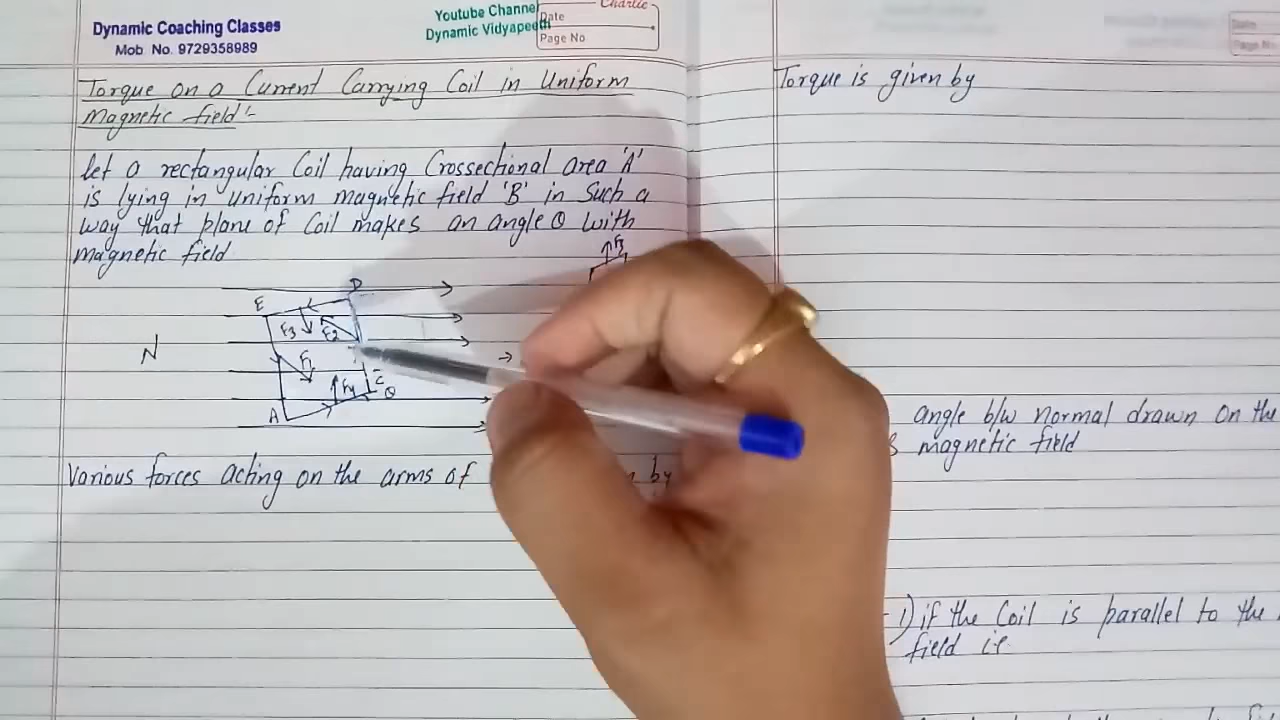 Dynamic Coaching Classes
Mob No. 9729358989
Youtube Channel
Dynamic Vidyapeeth
Charlie
Date
Page No
Torque on a Current Carrying Coil in Uniform
Magnetic field:-
let a rectangular Coil having Crossectional area 'A'
is lying in uniform magnetic field 'B' in Such a
way that plane of Coil makes an angle θ with
magnetic field
F3
D
E
F3
F2
N
F1
F4
C
θ
A
Various forces acting on the arms of
by
Torque is given by
angle b/w normal drawn on the
magnetic field
1) if the Coil is parallel to the
field ie